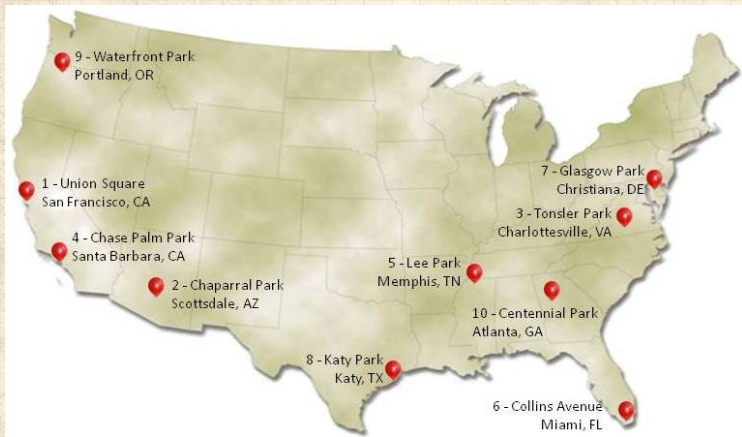 9 - Waterfront Park
Portland, OR
1 - Union Square
San Francisco, CA
7 - Glasgow Park
Christiana, DE
3 - Tonsler Park
Charlottesville, VA
4 - Chase Palm Park
Santa Barbara, CA
5 - Lee Park
Memphis, TN
2 - Chaparral Park
Scottsdale, AZ
10 - Centennial Park
Atlanta, GA
8 - Katy Park
Katy, TX
6 - Collins Avenue
Miami, FL